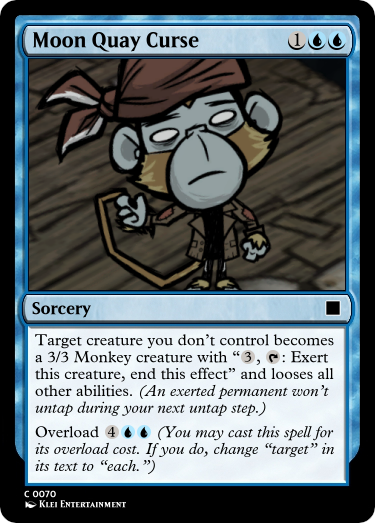 Moon Quay Curse 1UU
Sorcery
Target creature you don't control becomes
a 3/3 Monkey creature with “3, T: Exert
this creature, end this effect” and looses all
other abilities. (An exerted permanent won't
untap during your next untap step.)
Overload 4UU (You may cast this spell for
its overload cost. If you do, change “target” in
its text to “each.”)
C 0070
Klei Entertainment